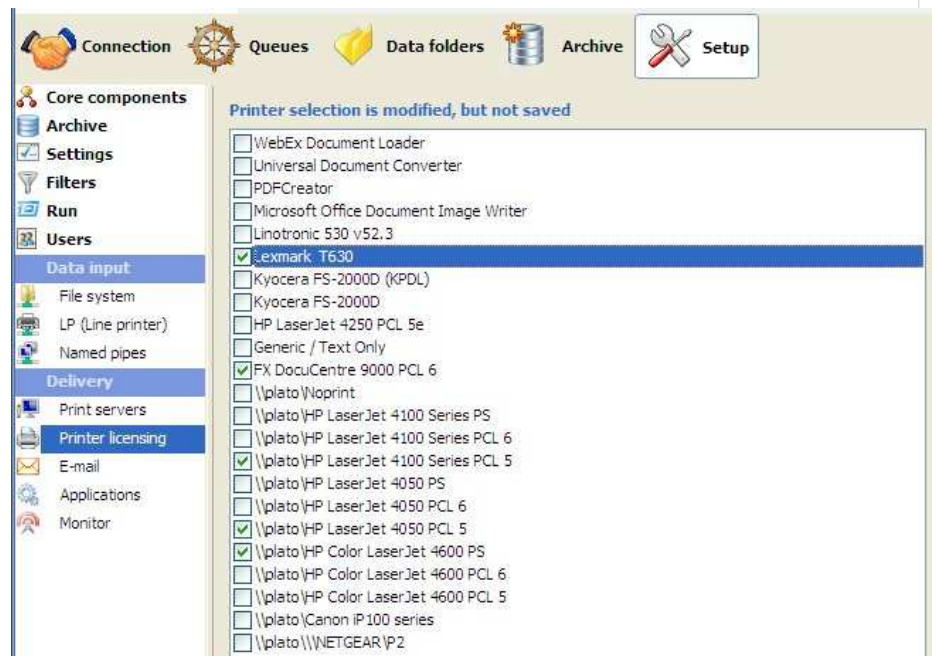 Connection Queues Data folders Archive Setup
Core components
Archive
Settings
Filters
Run
Users
Data input
File system
LP (Line printer)
Named pipes
Delivery
Print servers
Printer licensing
E-mail
Applications
Monitor
Printer selection is modified, but not saved
WebEx Document Loader
Universal Document Converter
PDFCreator
Microsoft Office Document Image Writer
Linotronic 530 v52.3
Lexmark T630
Kyocera FS-2000D (KPDL)
Kyocera FS-2000D
HP LaserJet 4250 PCL 5e
Generic / Text Only
FX DocuCentre 9000 PCL 6
\\plato\Noprint
\\plato\HP LaserJet 4100 Series PS
\\plato\HP LaserJet 4100 Series PCL 6
\\plato\HP LaserJet 4100 Series PCL 5
\\plato\HP LaserJet 4050 PS
\\plato\HP LaserJet 4050 PCL 6
\\plato\HP LaserJet 4050 PCL 5
\\plato\HP Color LaserJet 4600 PS
\\plato\HP Color LaserJet 4600 PCL 6
\\plato\HP Color LaserJet 4600 PCL 5
\\plato\Canon iP100 series
\\plato\\\NETGEAR\P2